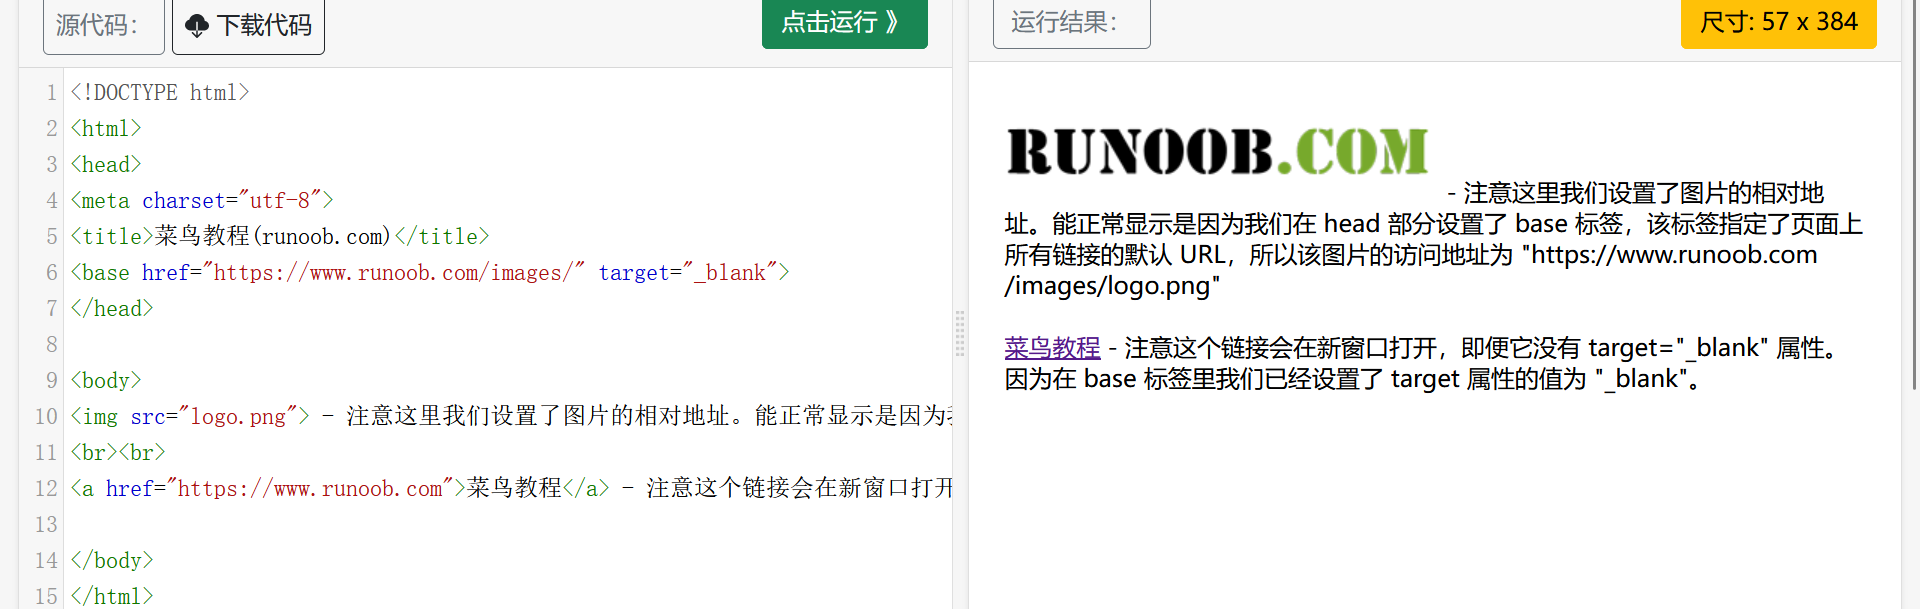 源代码：
下载代码
点击运行 》
运行结果：
尺寸: 57 x 384
1 <!DOCTYPE html>
2 <html>
3 <head>
4 <meta charset="utf-8">
5 <title>菜鸟教程(runoob.com)</title>
6 <base href="https://www.runoob.com/images/" target="_blank">
7 </head>
8
9 <body>
10 <img src="logo.png"> - 注意这里我们设置了图片的相对地址。能正常显示是因为
11 <br><br>
12 <a href="https://www.runoob.com">菜鸟教程</a> - 注意这个链接会在新窗口打开
13
14 </body>
15 </html>
RUNOOB.COM
- 注意这里我们设置了图片的相对地
址。能正常显示是因为我们在 head 部分设置了 base 标签，该标签指定了页面上
所有链接的默认 URL，所以该图片的访问地址为 "https://www.runoob.com
/images/logo.png"
菜鸟教程 - 注意这个链接会在新窗口打开，即便它没有 target="_blank" 属性。
因为在 base 标签里我们已经设置了 target 属性的值为 "_blank"。